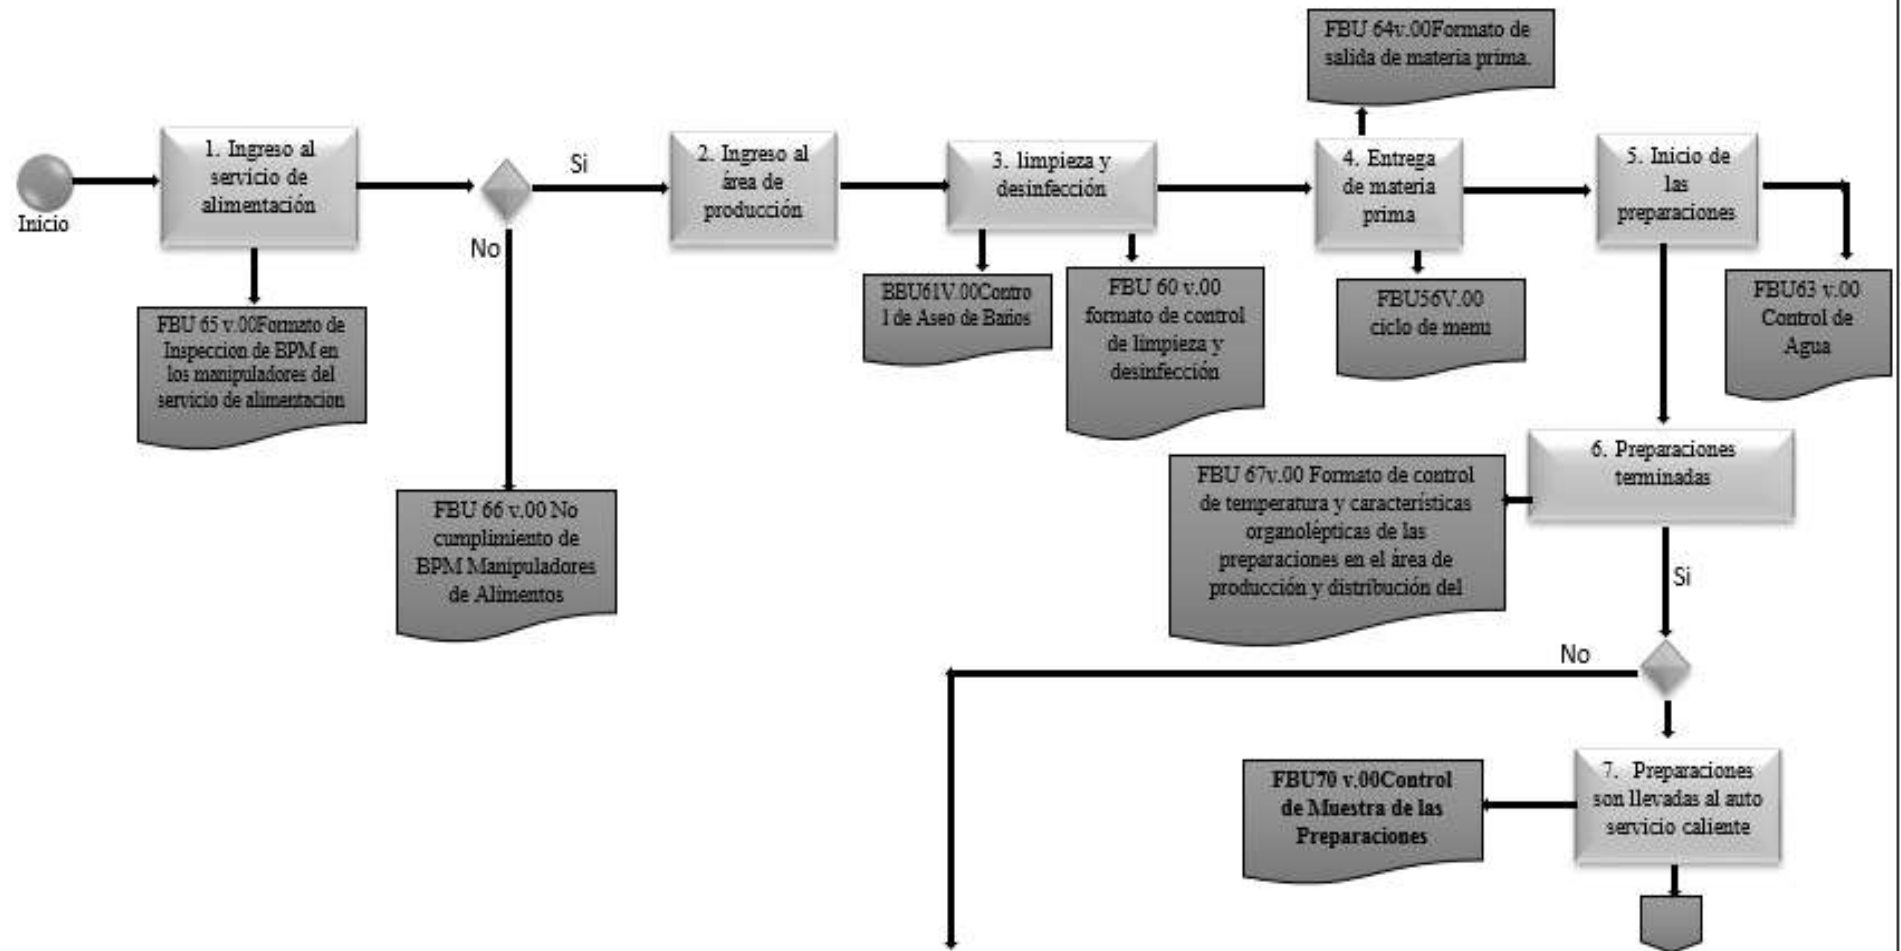 Inicio
1. Ingreso al
servicio de
alimentación
FBU 65 v.00Formato de
Inspeccion de BPM en
los manipuladores del
servicio de alimentacion
Si
No
FBU 66 v.00 No
cumplimiento de
BPM Manipuladores
de Alimentos
2. Ingreso al
área de
producción
3. limpieza y
desinfección
BBU61V.00Contro
l de Aseo de Baños
FBU 60 v.00
formato de control
de limpieza y
desinfección
FBU 64v.00Formato de
salida de materia prima.
4. Entrega
de materia
prima
FBU56V.00
ciclo de menu
5. Inicio de
las
preparaciones
FBU63 v.00
Control de
Agua
6. Preparaciones
terminadas
FBU 67v.00 Formato de control
de temperatura y características
organolépticas de las
preparaciones en el área de
producción y distribución del
Si
No
7. Preparaciones
son llevadas al auto
servicio caliente
FBU70 v.00Control
de Muestra de las
Preparaciones